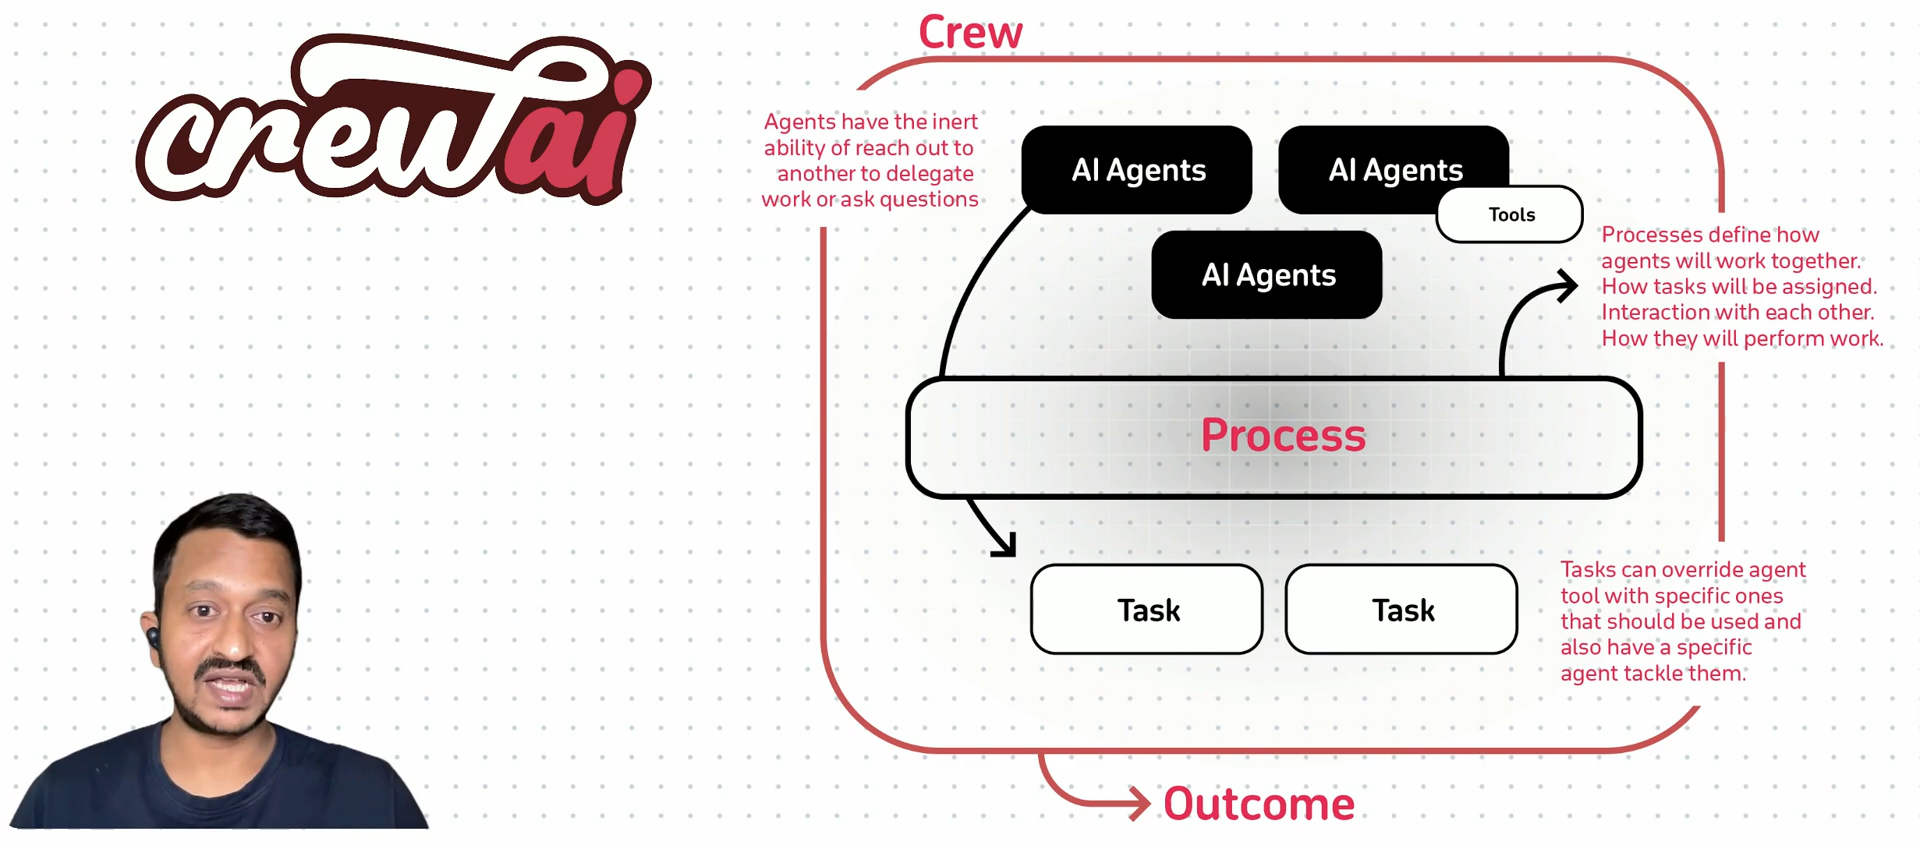 crewai
Crew
Agents have the inert
ability of reach out to
another to delegate
work or ask questions
AI Agents
AI Agents
Tools
AI Agents
Processes define how
agents will work together.
How tasks will be assigned.
Interaction with each other.
How they will perform work.
Process
Task
Task
Tasks can override agent
tool with specific ones
that should be used and
also have a specific
agent tackle them.
Outcome